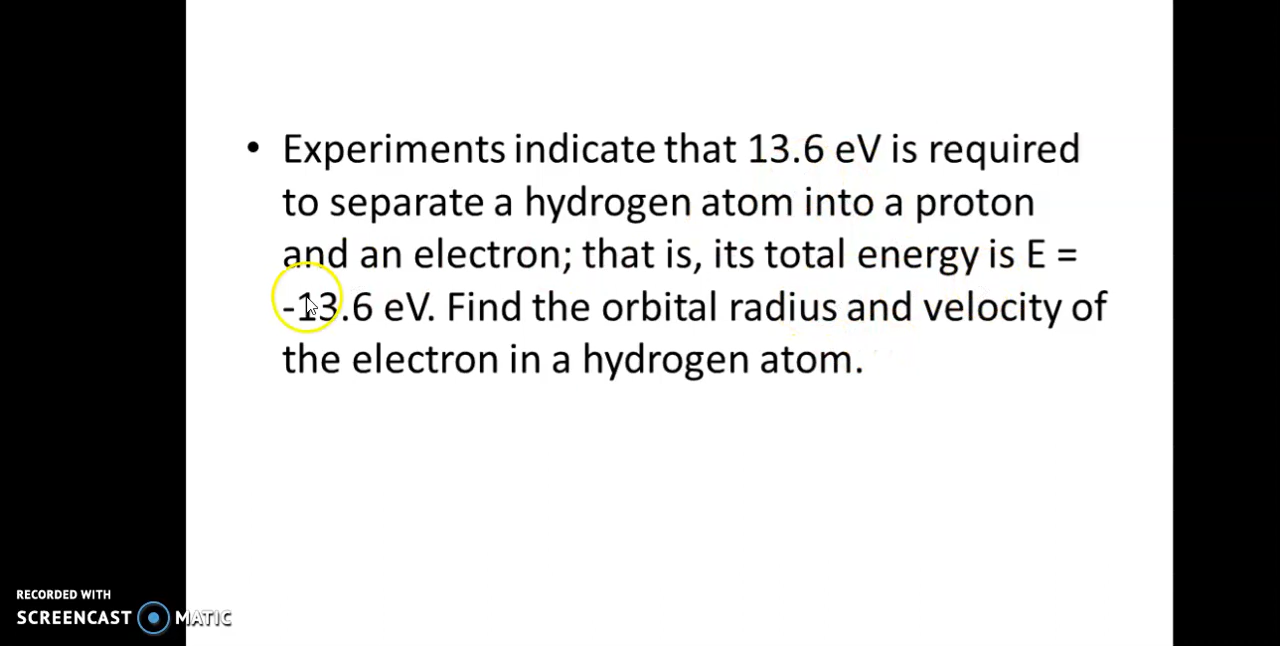 • Experiments indicate that 13.6 eV is required
to separate a hydrogen atom into a proton
and an electron; that is, its total energy is E =
-13.6 eV. Find the orbital radius and velocity of
the electron in a hydrogen atom.
RECORDED WITH
SCREENCAST MATIC